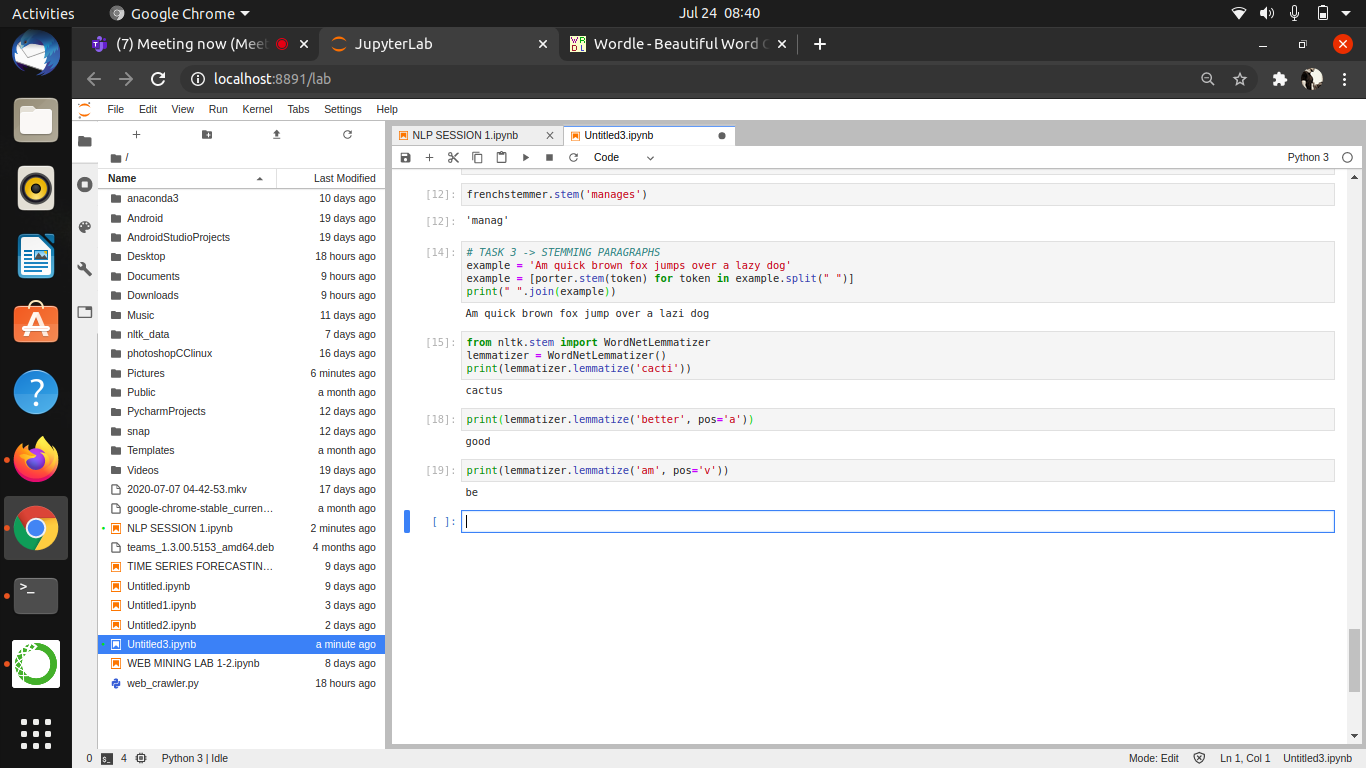 Activities
Google Chrome
Jul 24 08:40
(7) Meeting now (Meet
JupyterLab
Wordle - Beautiful Word C
localhost:8891/lab
File Edit View Run Kernel Tabs Settings Help
NLP SESSION 1.ipynb
Untitled3.ipynb
Code
Python 3
/
Name Last Modified
anaconda3 10 days ago
Android 19 days ago
AndroidStudioProjects 19 days ago
Desktop 18 hours ago
Documents 9 hours ago
Downloads 9 hours ago
Music 11 days ago
nltk_data 7 days ago
photoshopCClinux 16 days ago
Pictures 6 minutes ago
Public a month ago
PycharmProjects 12 days ago
snap 12 days ago
Templates a month ago
Videos 19 days ago
2020-07-07 04-42-53.mkv 17 days ago
google-chrome-stable_curren... a month ago
NLP SESSION 1.ipynb 2 minutes ago
teams_1.3.00.5153_amd64.deb 4 months ago
TIME SERIES FORECASTIN... 9 days ago
Untitled.ipynb 9 days ago
Untitled1.ipynb 3 days ago
Untitled2.ipynb 2 days ago
Untitled3.ipynb a minute ago
WEB MINING LAB 1-2.ipynb 8 days ago
web_crawler.py 18 hours ago
[12]: frenchstemmer.stem('manages')
[12]: 'manag'
[14]: # TASK 3 -> STEMMING PARAGRAPHS
example = 'Am quick brown fox jumps over a lazy dog'
example = [porter.stem(token) for token in example.split(" ")]
print(" ".join(example))
Am quick brown fox jump over a lazi dog
[15]: from nltk.stem import WordNetLemmatizer
lemmatizer = WordNetLemmatizer()
print(lemmatizer.lemmatize('cacti'))
cactus
[18]: print(lemmatizer.lemmatize('better', pos='a'))
good
[19]: print(lemmatizer.lemmatize('am', pos='v'))
be
[ ]:
0 4 Python 3 | Idle
Mode: Edit Ln 1, Col 1 Untitled3.ipynb